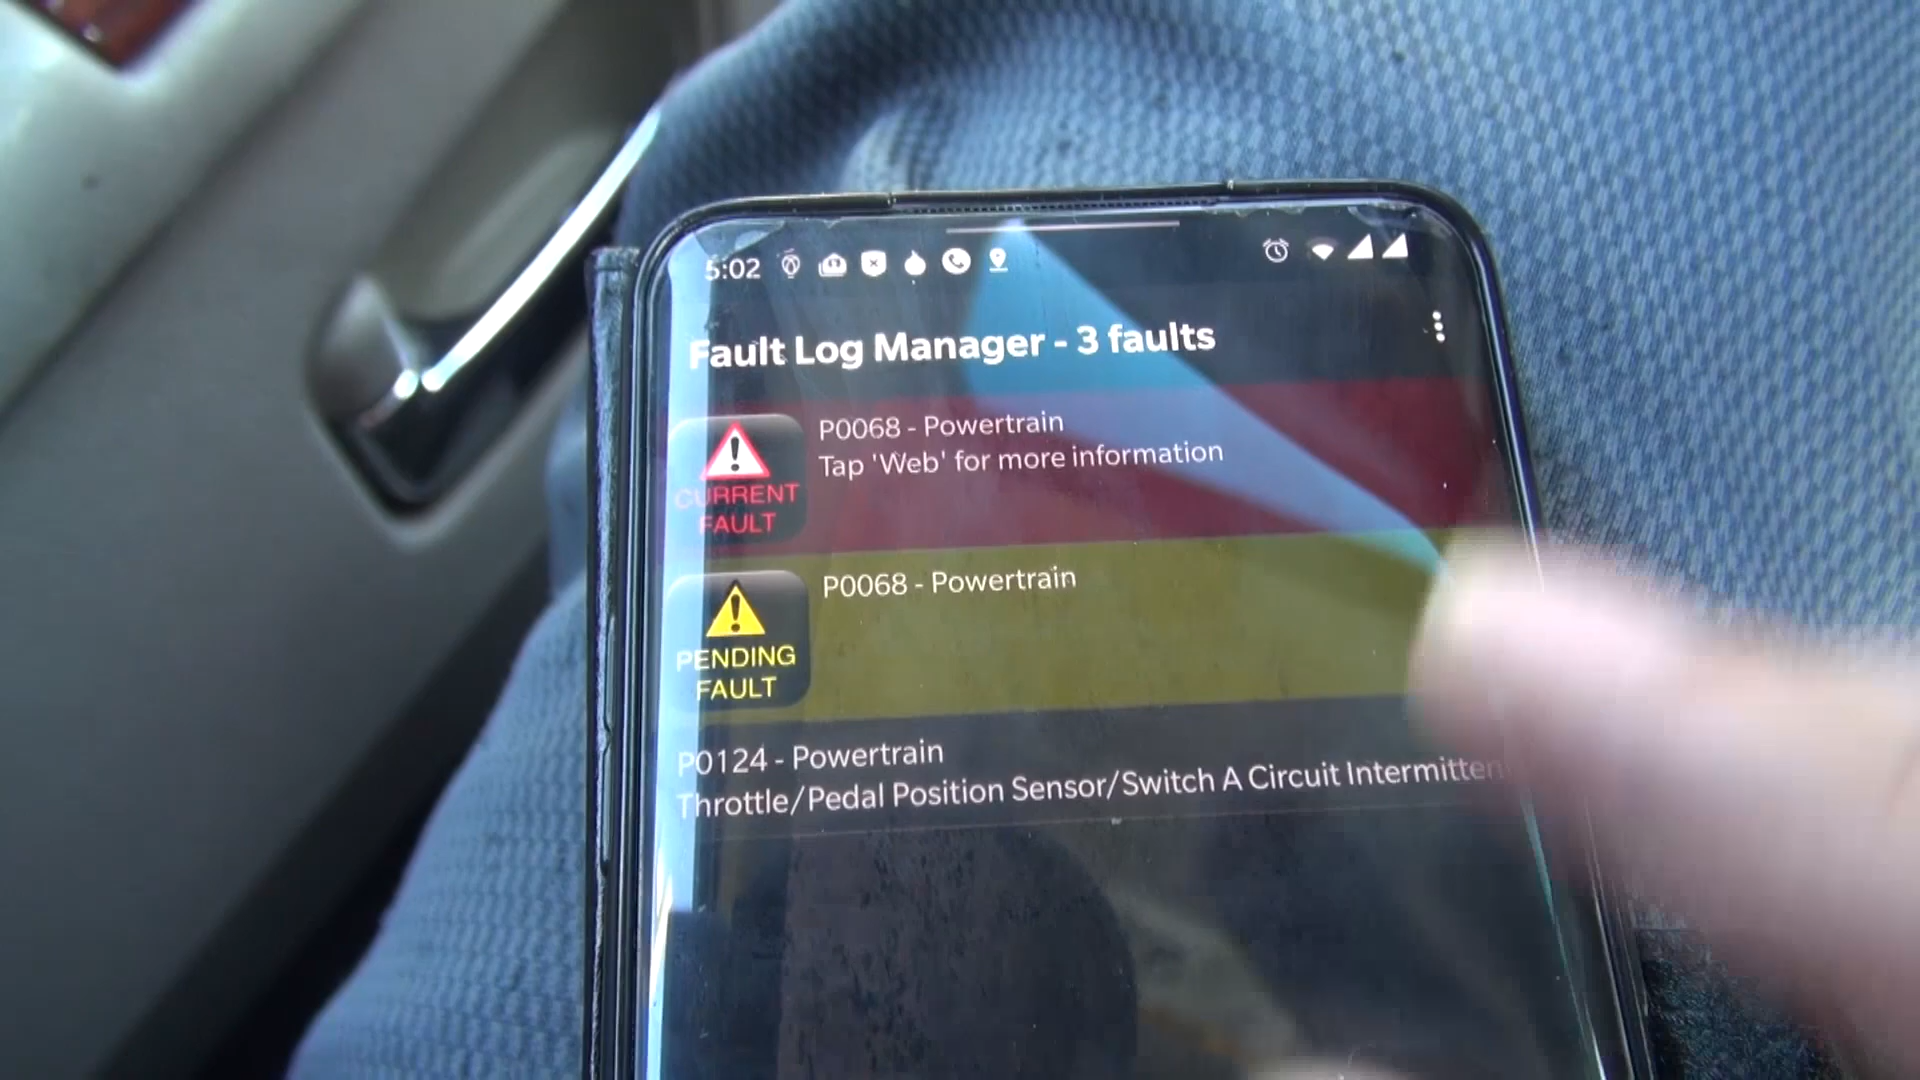 5:02
Fault Log Manager - 3 faults
P0068 - Powertrain
Tap 'Web' for more information
CURRENT
FAULT
P0068 - Powertrain
PENDING
FAULT
P0124 - Powertrain
Throttle/Pedal Position Sensor/Switch A Circuit Intermitten